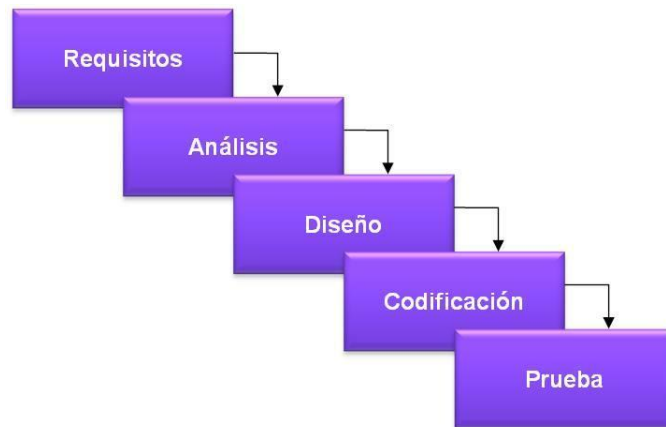 Requisitos
Análisis
Diseño
Codificación
Prueba